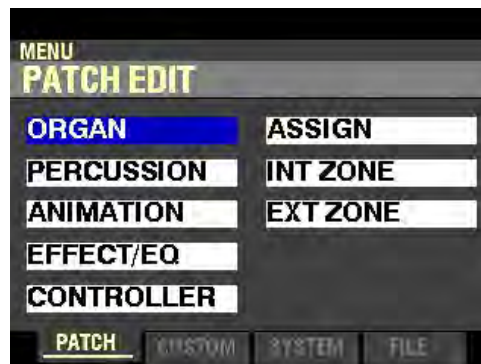 MENU
PATCH EDIT
ORGAN
PERCUSSION
ANIMATION
EFFECT/EQ
CONTROLLER
ASSIGN
INT ZONE
EXT ZONE
PATCH CUSTOM SYSTEM FILE